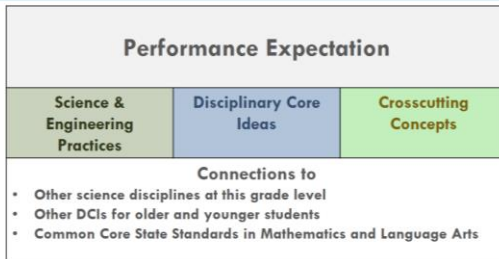 Performance Expectation
Science &
Engineering
Practices
Disciplinary Core
Ideas
Crosscutting
Concepts
Connections to
• Other science disciplines at this grade level
• Other DCIs for older and younger students
• Common Core State Standards in Mathematics and Language Arts